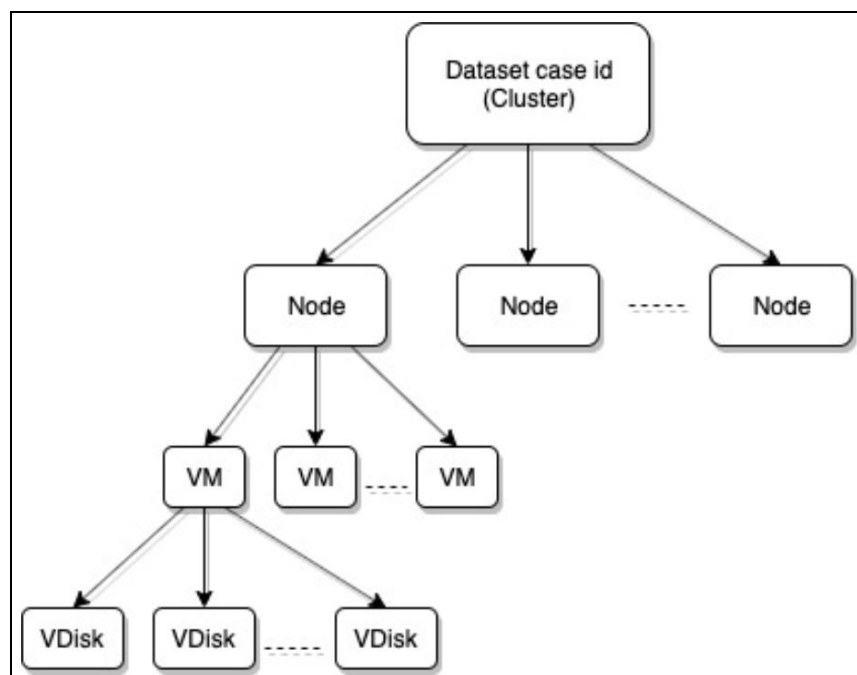 Dataset case id
(Cluster)
Node
Node
Node
VM
VM
VM
VDisk
VDisk
VDisk